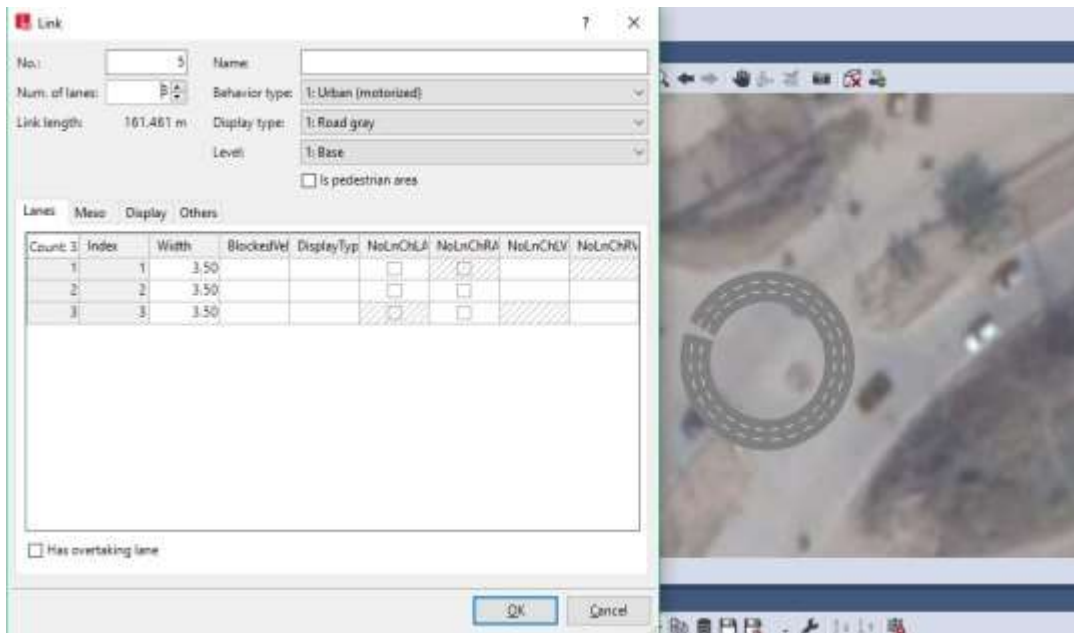 Link ? ×
No.: 5 Name:
Num. of lanes: 3 Behavior type: 1: Urban (motorized)
Link length: 161.461 m Display type: 1: Road gray
Level: 1: Base
Is pedestrian area
Lanes Meso Display Others
Count: 3 Index Width BlockedVel DisplayTyp NoLnChLA NoLnChRA NoLnChLV NoLnChRV
1 1 3.50
2 2 3.50
3 3 3.50
Has overtaking lane
OK Cancel